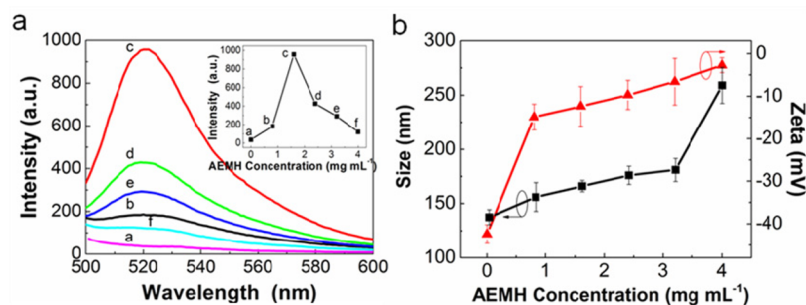 a
1000
800
600
400
200
0
Intensity (a.u.)
500
520
540
560
580
600
Wavelength (nm)
c
d
e
b
f
a
1000
800
600
400
200
0
Intensity (a.u.)
a
b
c
d
e
f
0
1
2
3
4
AEMH Concentration (mg mL-1)
b
300
250
200
150
100
Size (nm)
0
-10
-20
-30
-40
Zeta (mV)
0
1
2
3
4
AEMH Concentration (mg mL-1)